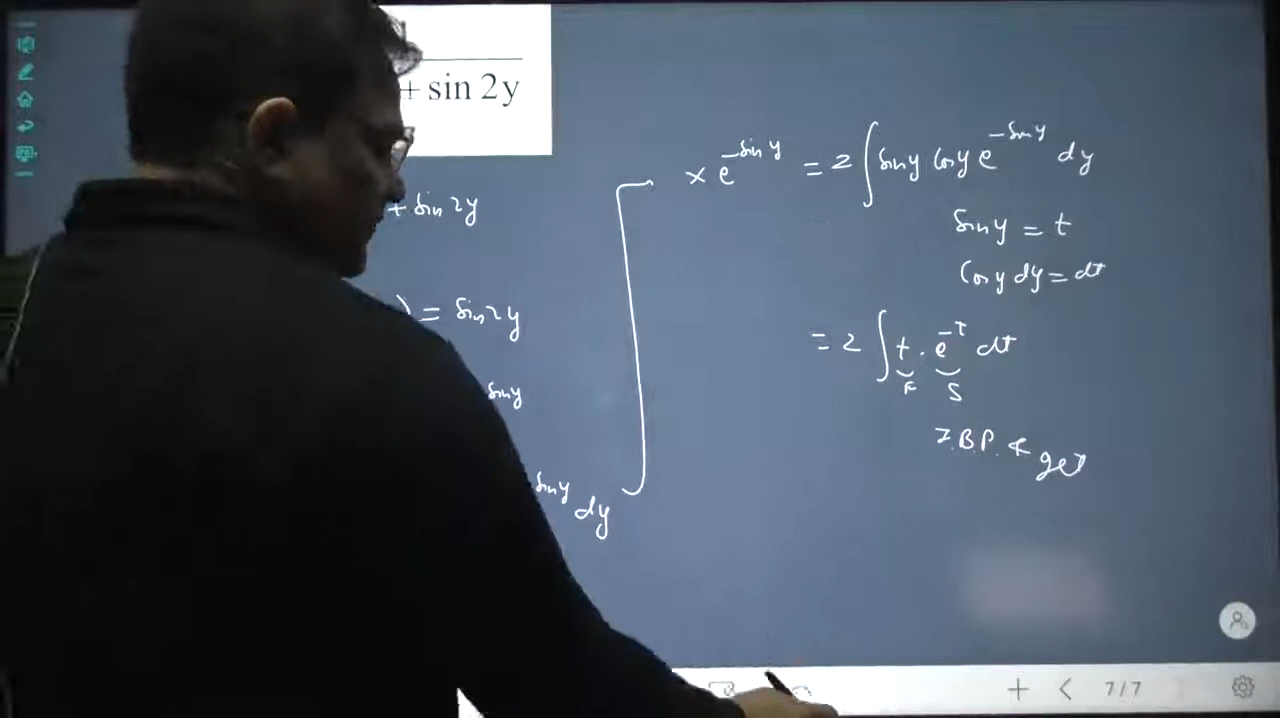 + sin 2y
+ Sin 2y
) = Sin 2y
Sin y
Sin y dy
x e^{-Sin y} = 2 ∫ Sin y Cos y e^{-Sin y} dy
Sin y = t
Cos y dy = dt
= 2 ∫ t . e^{-t} dt
F S
I.B.P. & get
7/7